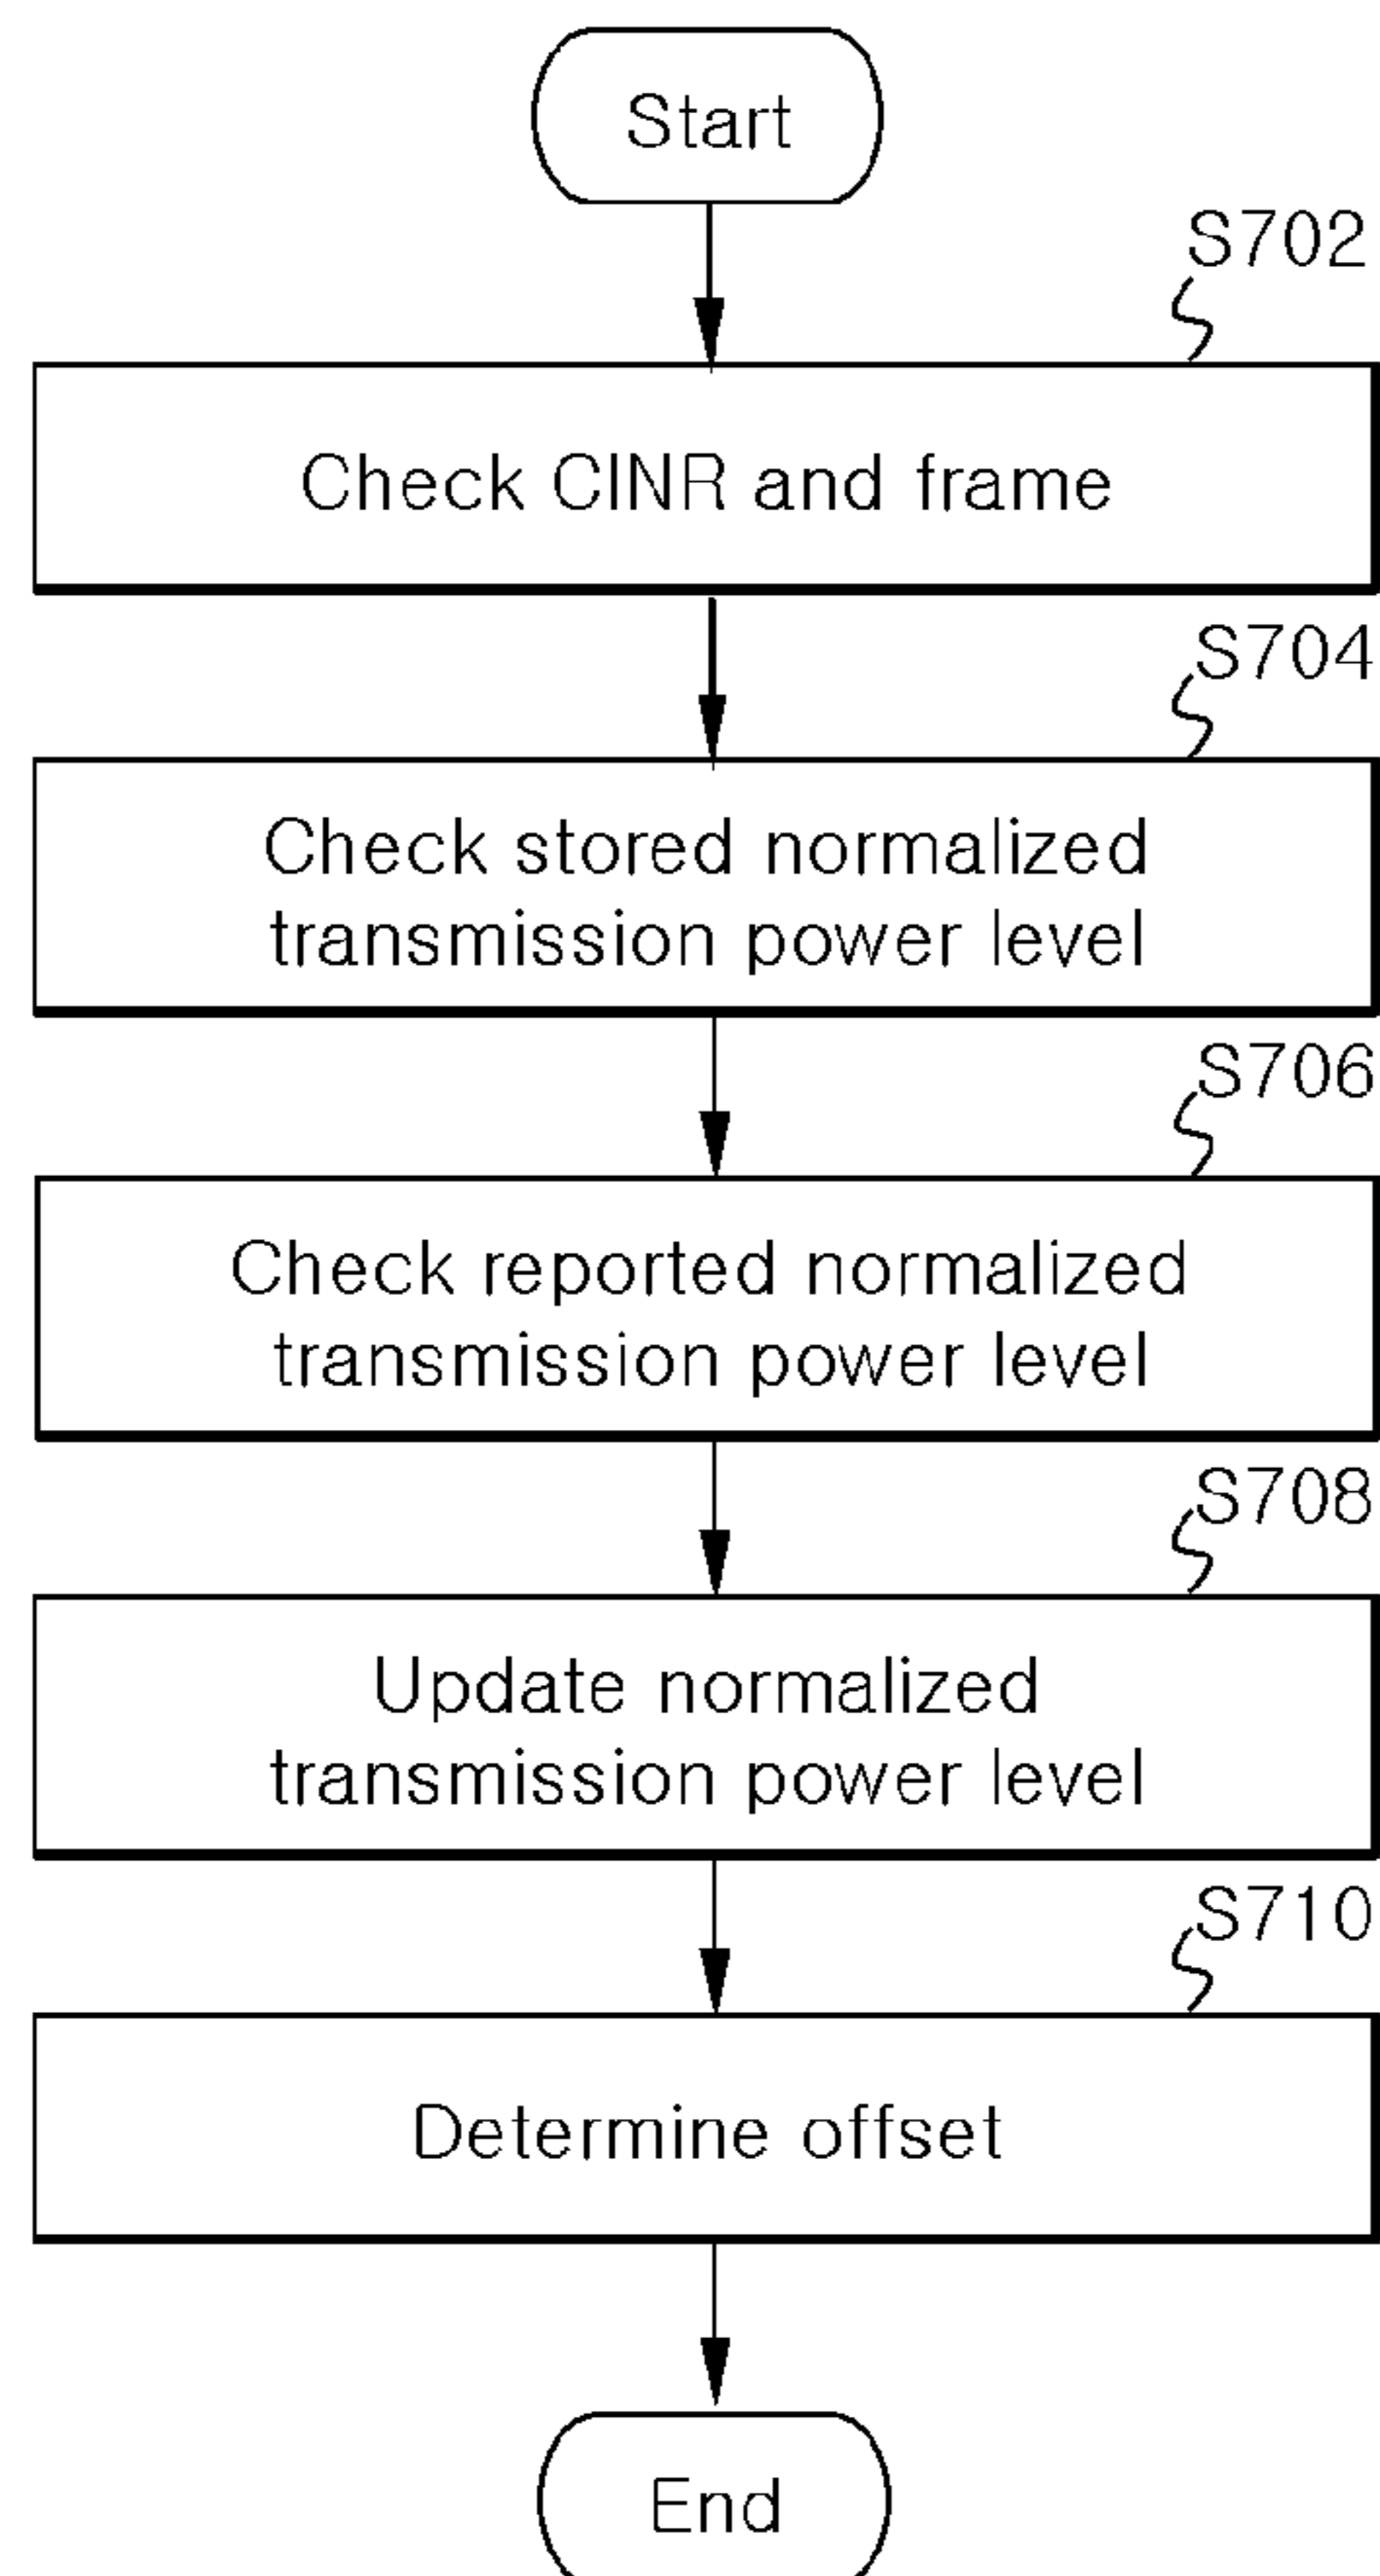 Start
S702
Check CINR and frame
S704
Check stored normalized
transmission power level
S706
Check reported normalized
transmission power level
S708
Update normalized
transmission power level
S710
Determine offset
End